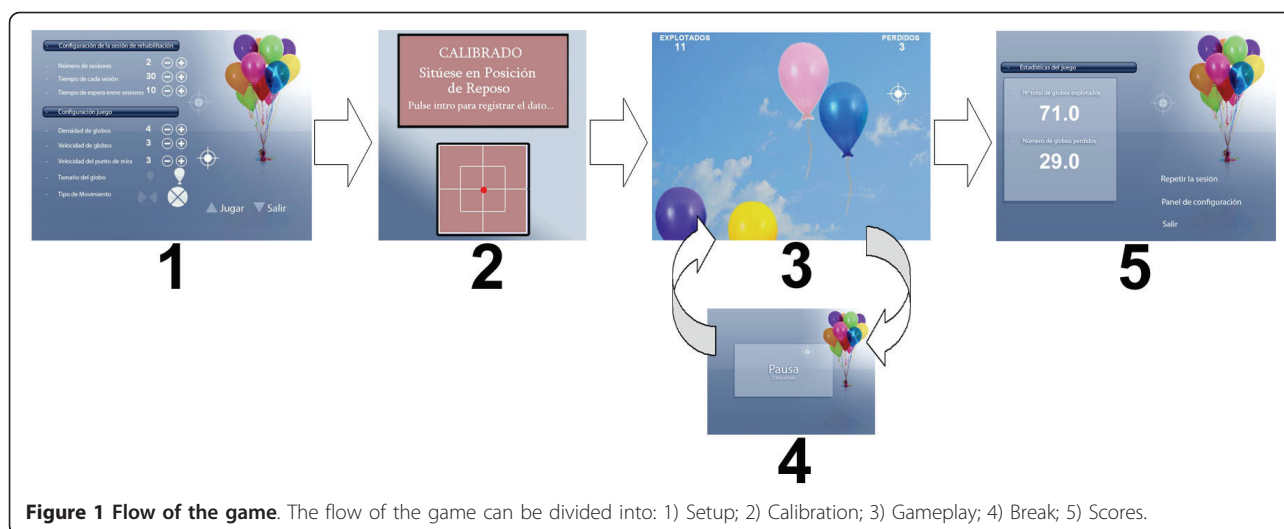 Configuración de la sesión de rehabilitación
Número de sesiones 2
Tiempo de cada sesión 30
Tiempo de espera entre sesiones 10
Configuración Juego
Densidad de globos 4
Velocidad de globos 3
Velocidad del punto de mira 3
Tamaño del globo
Tipo de Movimiento
Jugar Salir
1
CALIBRADO
Sitúese en Posición
de Reposo
Pulse intro para registrar el dato...
2
EXPLOTADOS PERDIDOS
11 3
3
Pausa
4
Estadísticas del Juego
Nº total de globos explotados
71.0
Número de globos perdidos
29.0
Repetir la sesión
Panel de configuración
Salir
5
Figure 1 Flow of the game. The flow of the game can be divided into: 1) Setup; 2) Calibration; 3) Gameplay; 4) Break; 5) Scores.